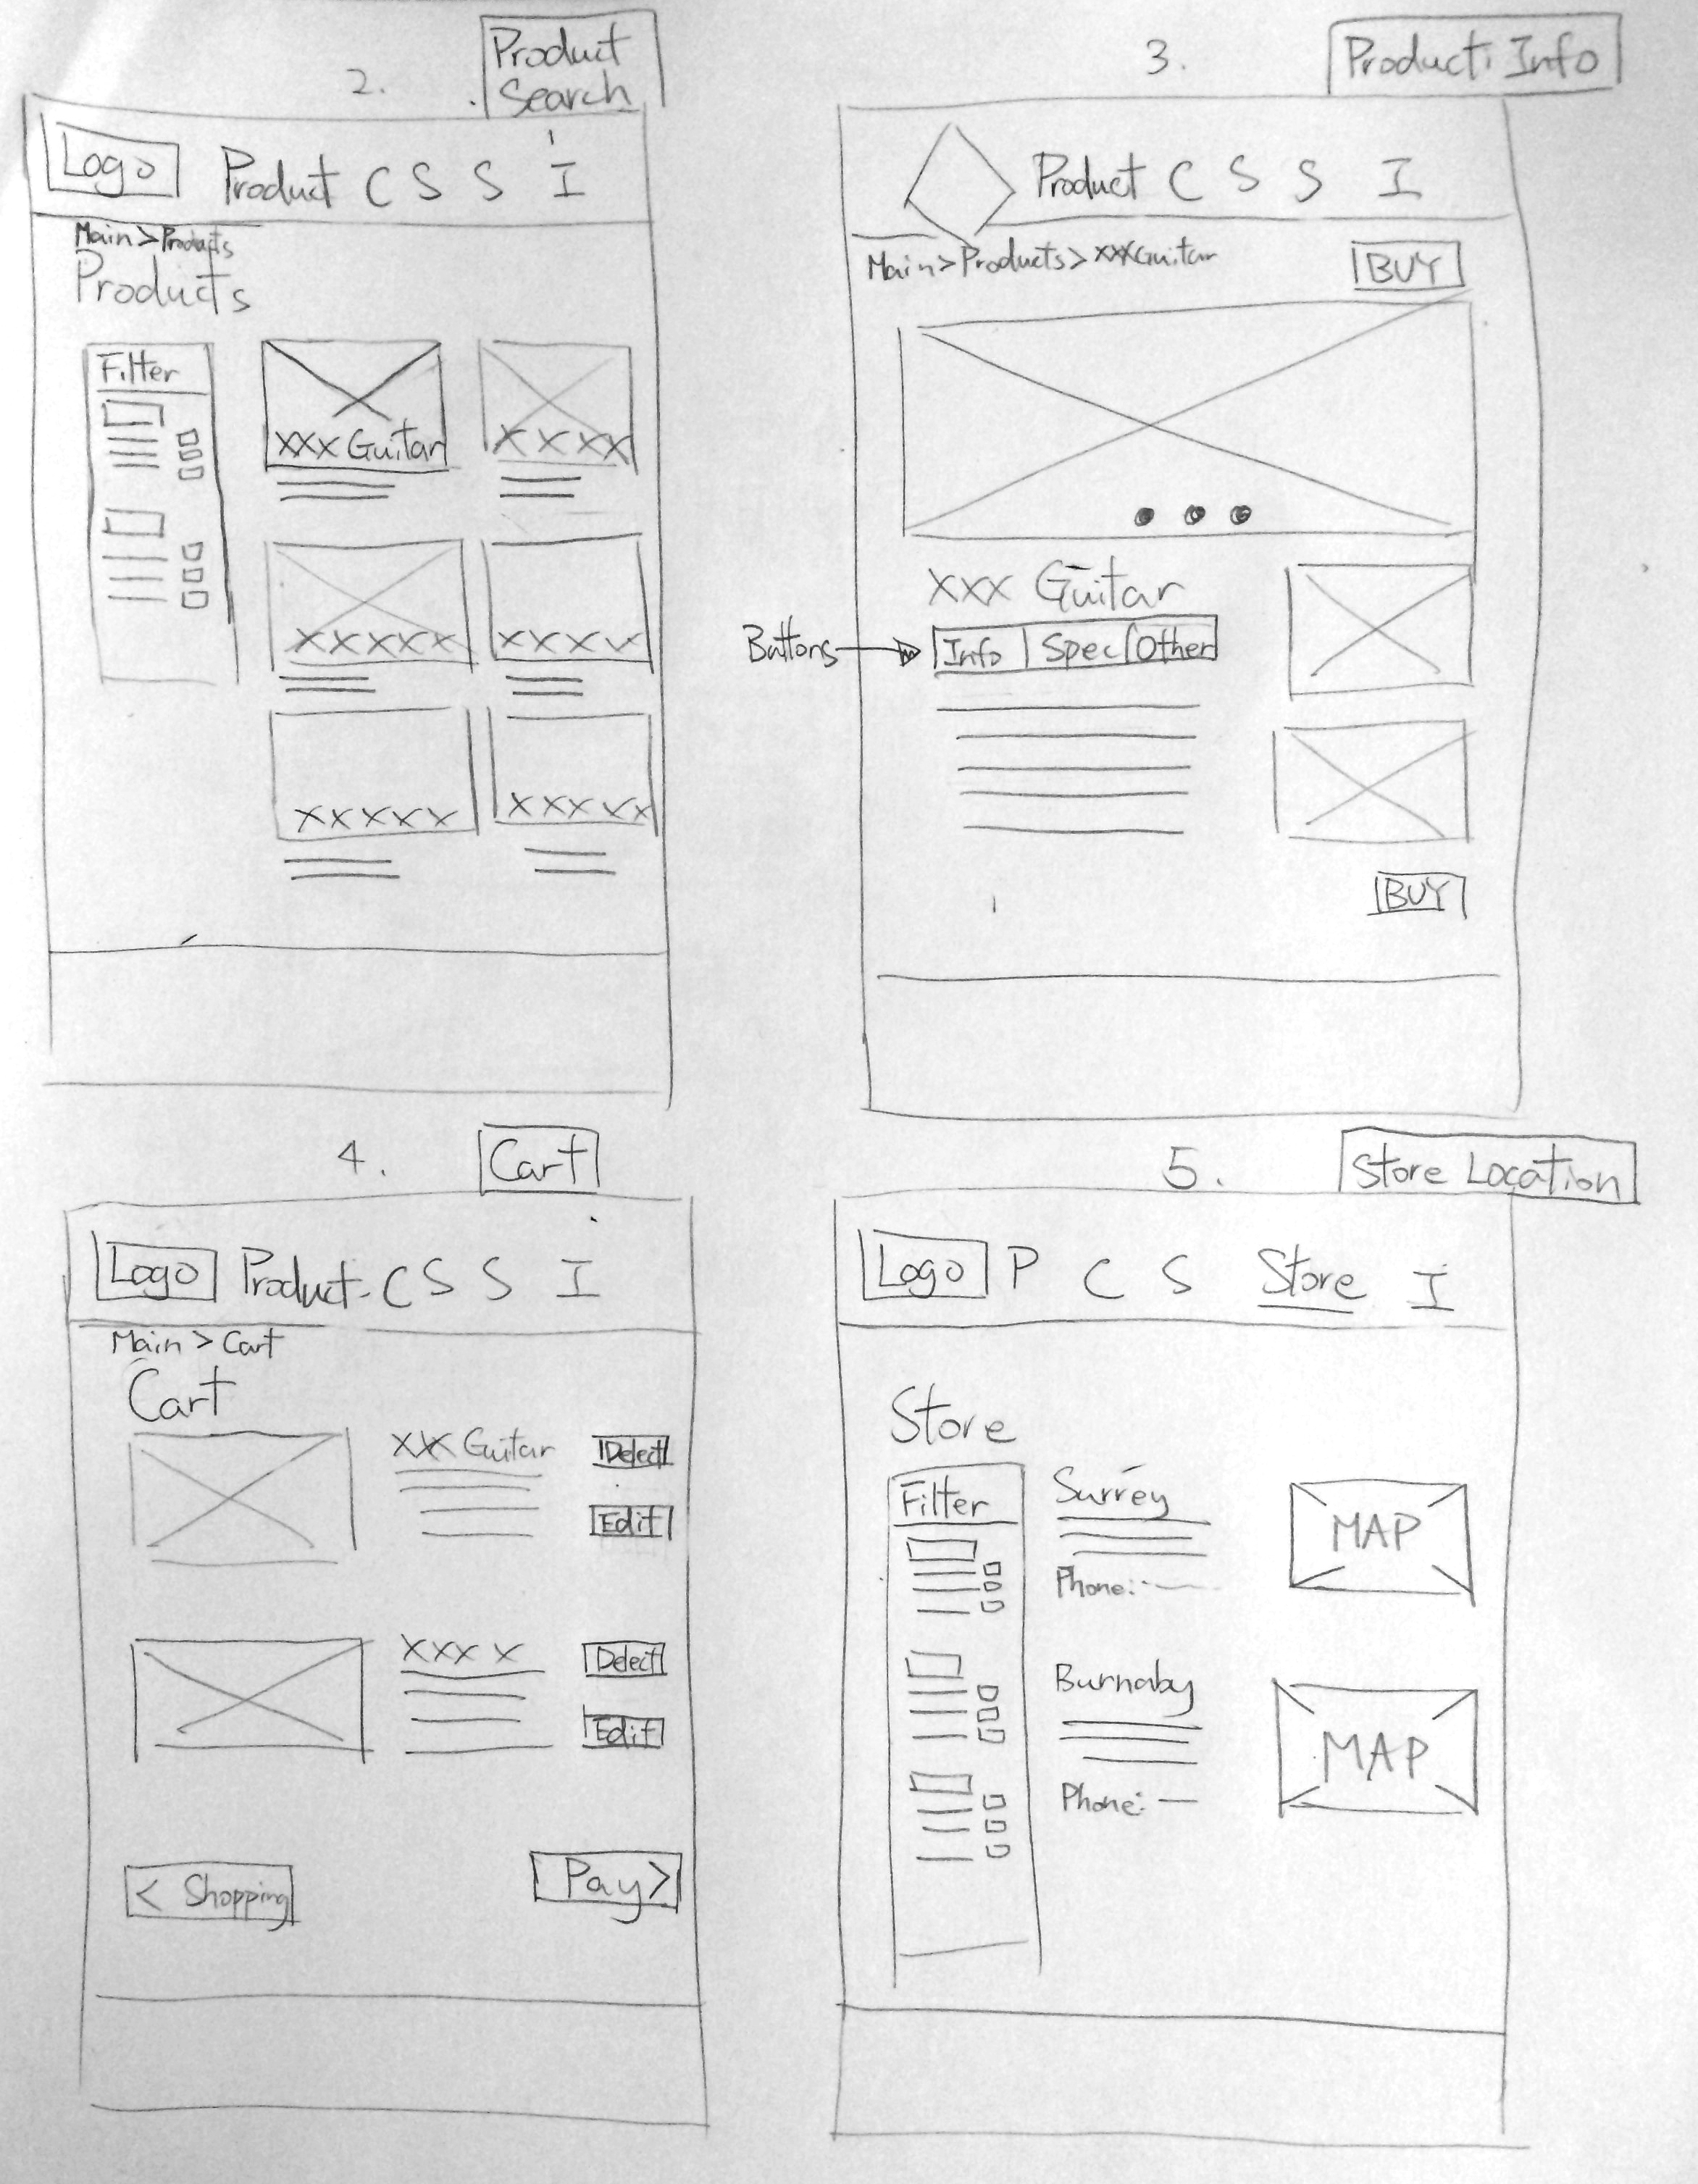 2.
Product
Search
Logo Product C S S I
Main>Products
Products
Filter
XXX Guitar
XXXX
XXXXX
XXXX
XXXXX
XXXXX
3.
Product Info
Product C S S I
Main>Products>XXXGuitar
BUY
XXX Guitar
Buttons
Info Spec Other
BUY
4.
Cart
Logo Product C S S I
Main > Cart
Cart
XXX Guitar
Delect
Edit
XXX X
Delect
Edit
< Shopping
Pay>
5.
Store Location
Logo P C S Store I
Store
Filter
Surrey
Phone:
MAP
Burnaby
Phone:
MAP